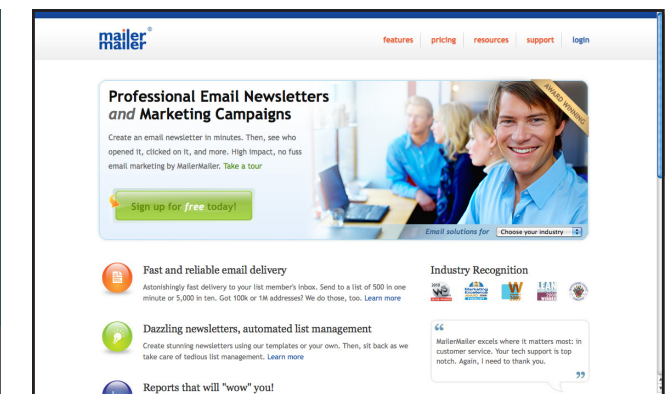 mailer
mailer
features pricing resources support login
AWARD WINNING
Professional Email Newsletters
and Marketing Campaigns
Create an email newsletter in minutes. Then, see who
opened it, clicked on it, and more. High impact, no fuss
email marketing by MailerMailer. Take a tour
Sign up for free today!
Email solutions for Choose your industry
Fast and reliable email delivery
Astonishingly fast delivery to your list member's inbox. Send to a list of 500 in one
minute or 5,000 in ten. Got 100k or 1M addresses? We do those, too. Learn more
Dazzling newsletters, automated list management
Create stunning newsletters using our templates or your own. Then, sit back as we
take care of tedious list management. Learn more
Reports that will "wow" you!
Industry Recognition
“
MailerMailer excels where it matters most: in
customer service. Your tech support is top
notch. Again, I need to thank you.
”